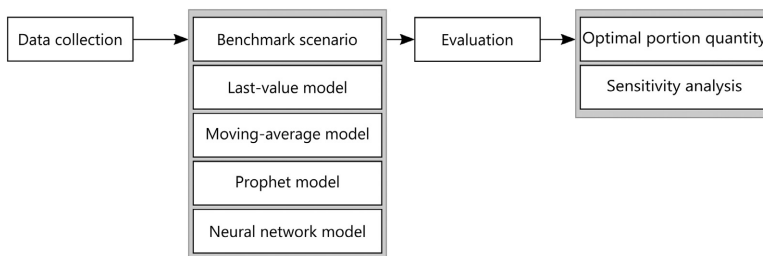 Data collection
Benchmark scenario
Last-value model
Moving-average model
Prophet model
Neural network model
Evaluation
Optimal portion quantity
Sensitivity analysis